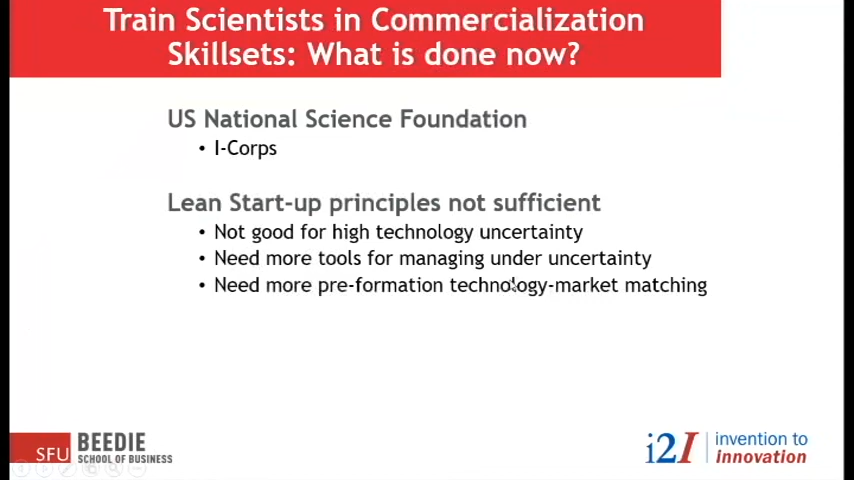 Train Scientists in Commercialization
Skillsets: What is done now?
US National Science Foundation
• I-Corps
Lean Start-up principles not sufficient
• Not good for high technology uncertainty
• Need more tools for managing under uncertainty
• Need more pre-formation technology-market matching
SFU BEEDIE
SCHOOL OF BUSINESS
i2I invention to
innovation